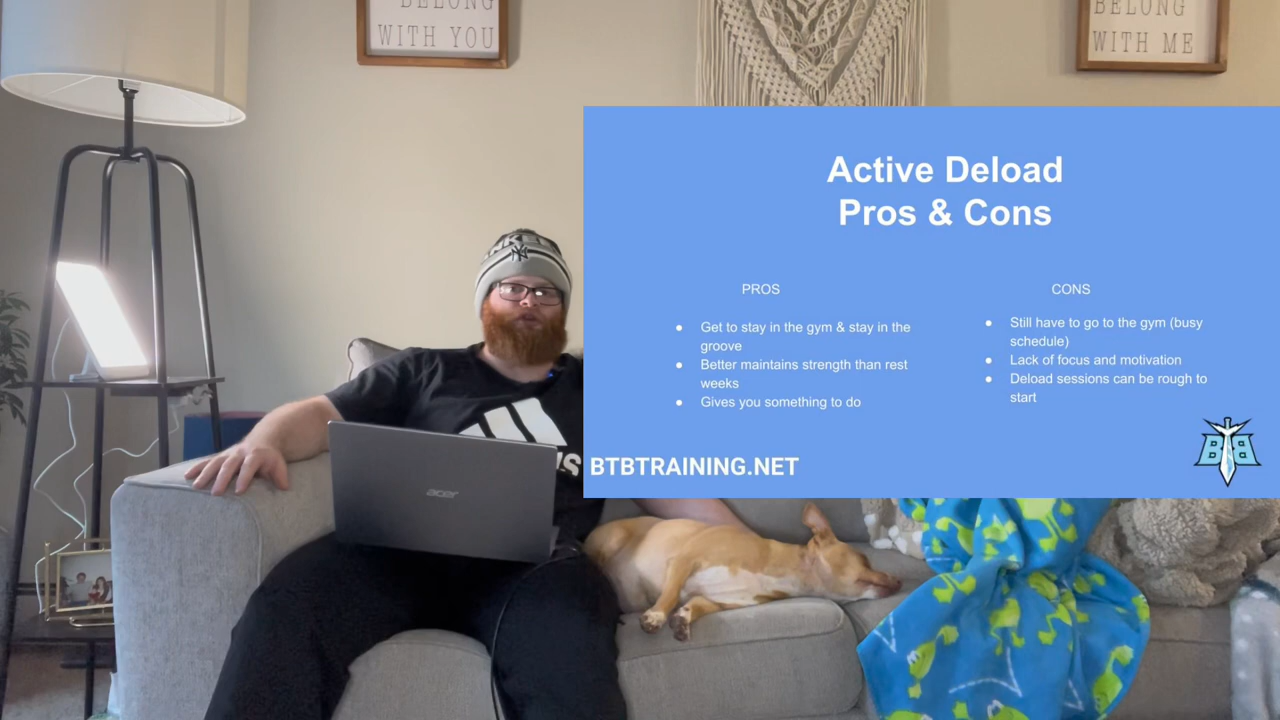 BELONG
WITH YOU
BELONG
WITH ME
Active Deload
Pros & Cons
PROS
Get to stay in the gym & stay in the
groove
Better maintains strength than rest
weeks
Gives you something to do
CONS
Still have to go to the gym (busy
schedule)
Lack of focus and motivation
Deload sessions can be rough to
start
BTBTRAINING.NET
BTB
NY
acer